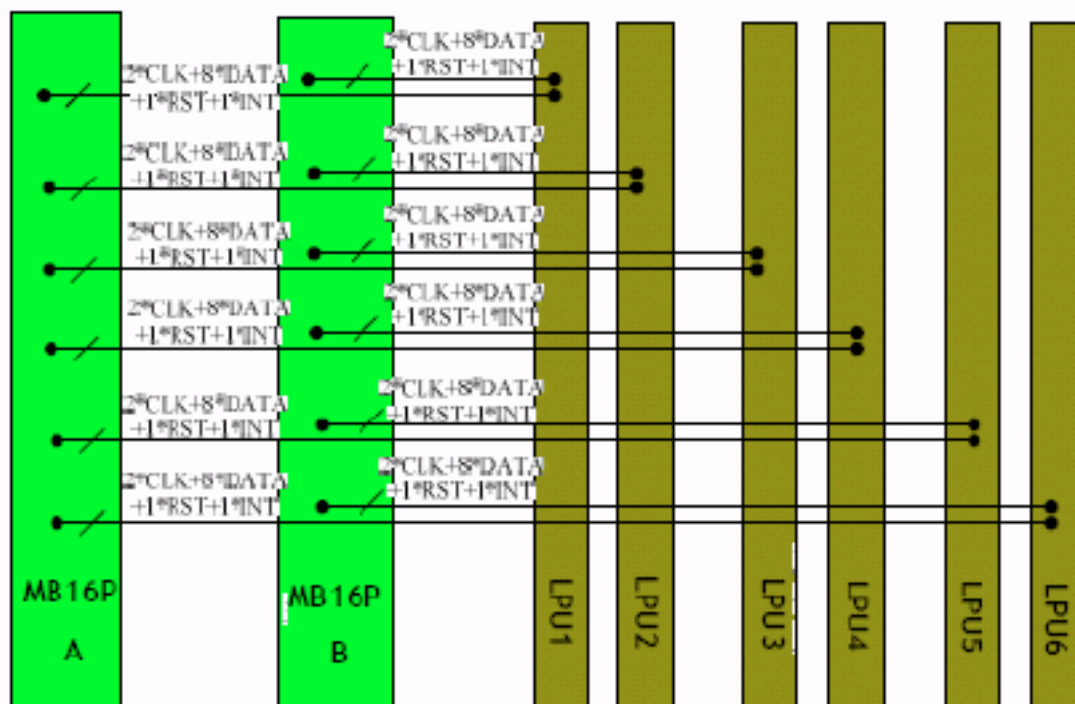 2*CLK+8*DATA
+1*RST+1*INT
2*CLK+8*DATA
+1*RST+1*INT
2*CLK+8*DATA
+1*RST+1*INT
2*CLK+8*DATA
+1*RST+1*INT
2*CLK+8*DATA
+1*RST+1*INT
2*CLK+8*DATA
+1*RST+1*INT
2*CLK+8*DATA
+1*RST+1*INT
2*CLK+8*DATA
+1*RST+1*INT
2*CLK+8*DATA
+1*RST+1*INT
2*CLK+8*DATA
+1*RST+1*INT
2*CLK+8*DATA
+1*RST+1*INT
2*CLK+8*DATA
+1*RST+1*INT
MB16P
A
MB16P
B
LPU1
LPU2
LPU3
LPU4
LPU5
LPU6